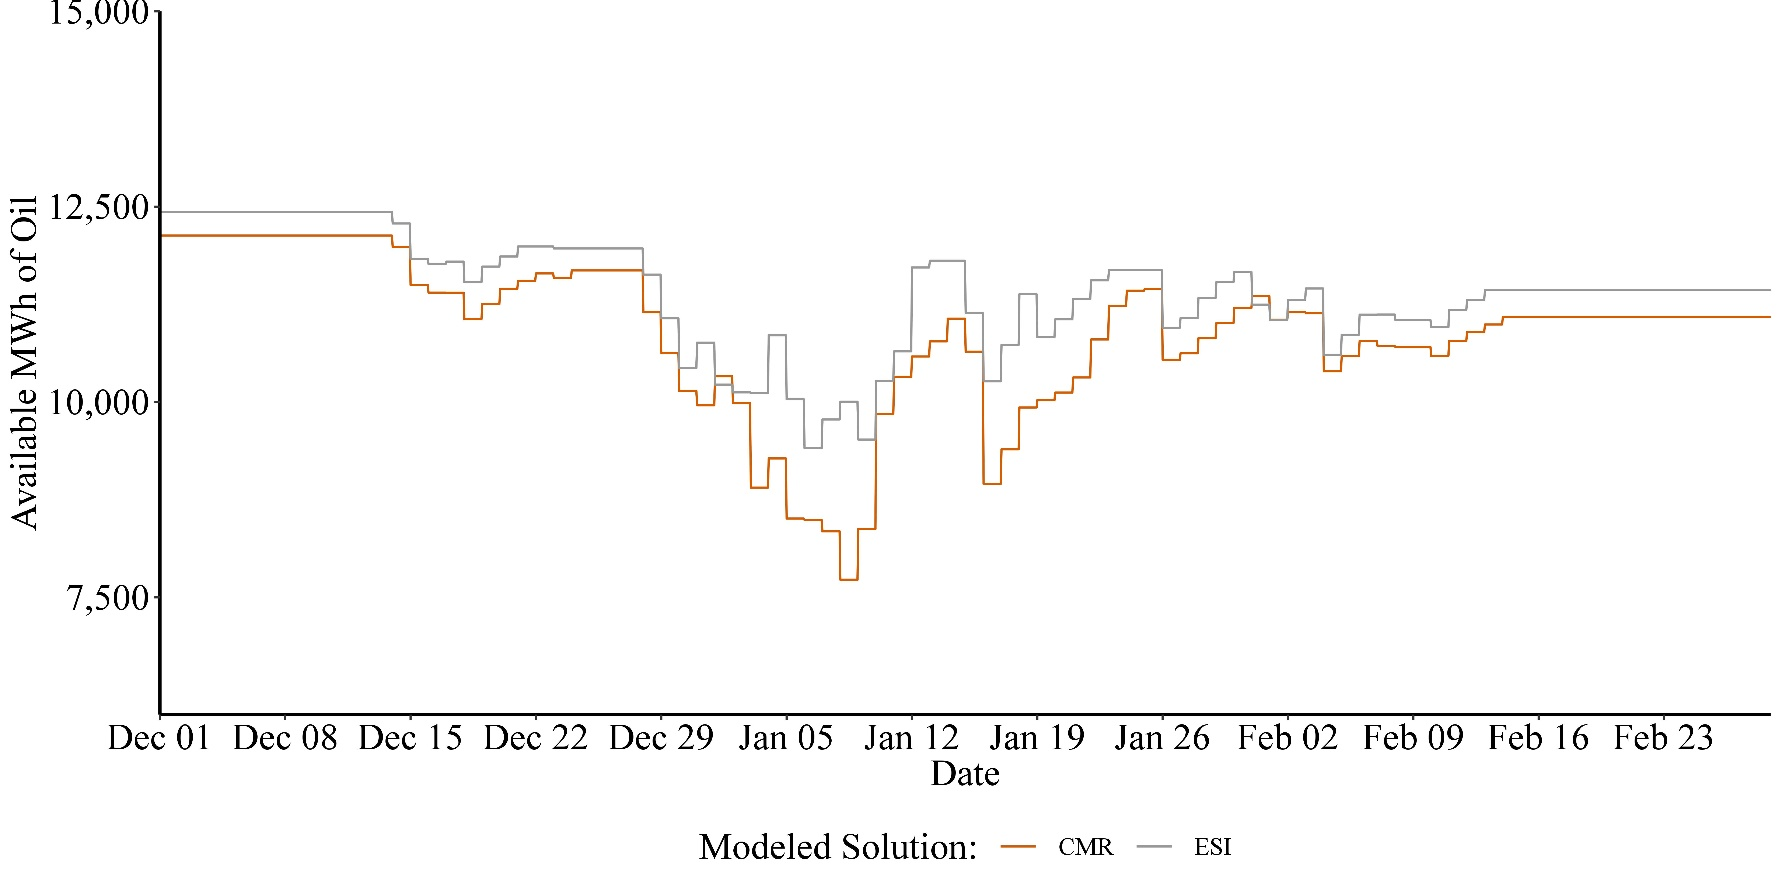 15,000
12,500
10,000
7,500
Available MWh of Oil
Dec 01 Dec 08 Dec 15 Dec 22 Dec 29 Jan 05 Jan 12 Jan 19 Jan 26 Feb 02 Feb 09 Feb 16 Feb 23
Date
Modeled Solution: CMR ESI